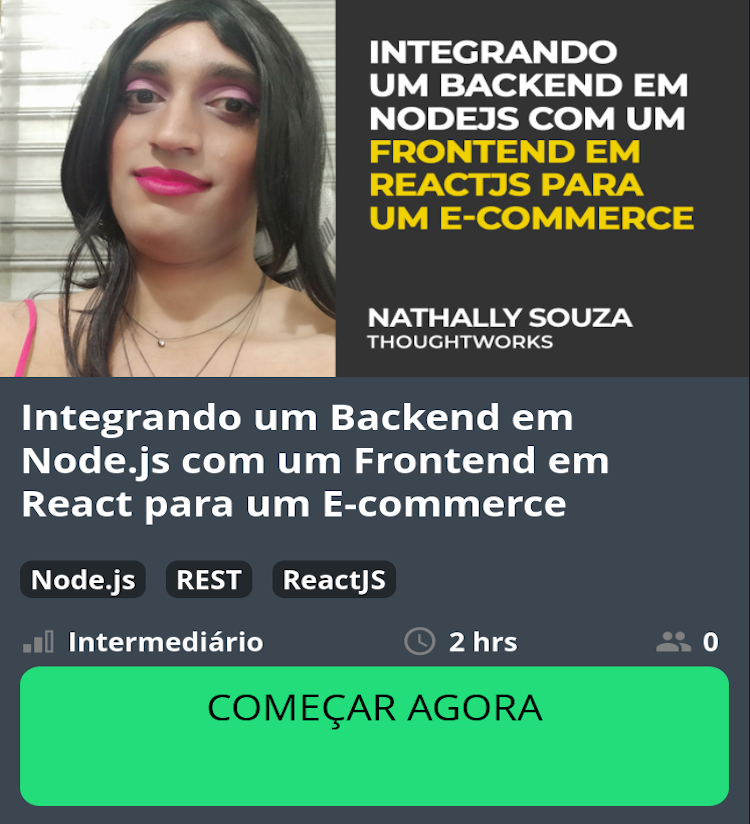 INTEGRANDO
UM BACKEND EM
NODEJS COM UM
FRONTEND EM
REACTJS PARA
UM E-COMMERCE
NATHALLY SOUZA
THOUGHTWORKS
Integrando um Backend em
Node.js com um Frontend em
React para um E-commerce
Node.js REST ReactJS
Intermediário 2 hrs 0
COMEÇAR AGORA